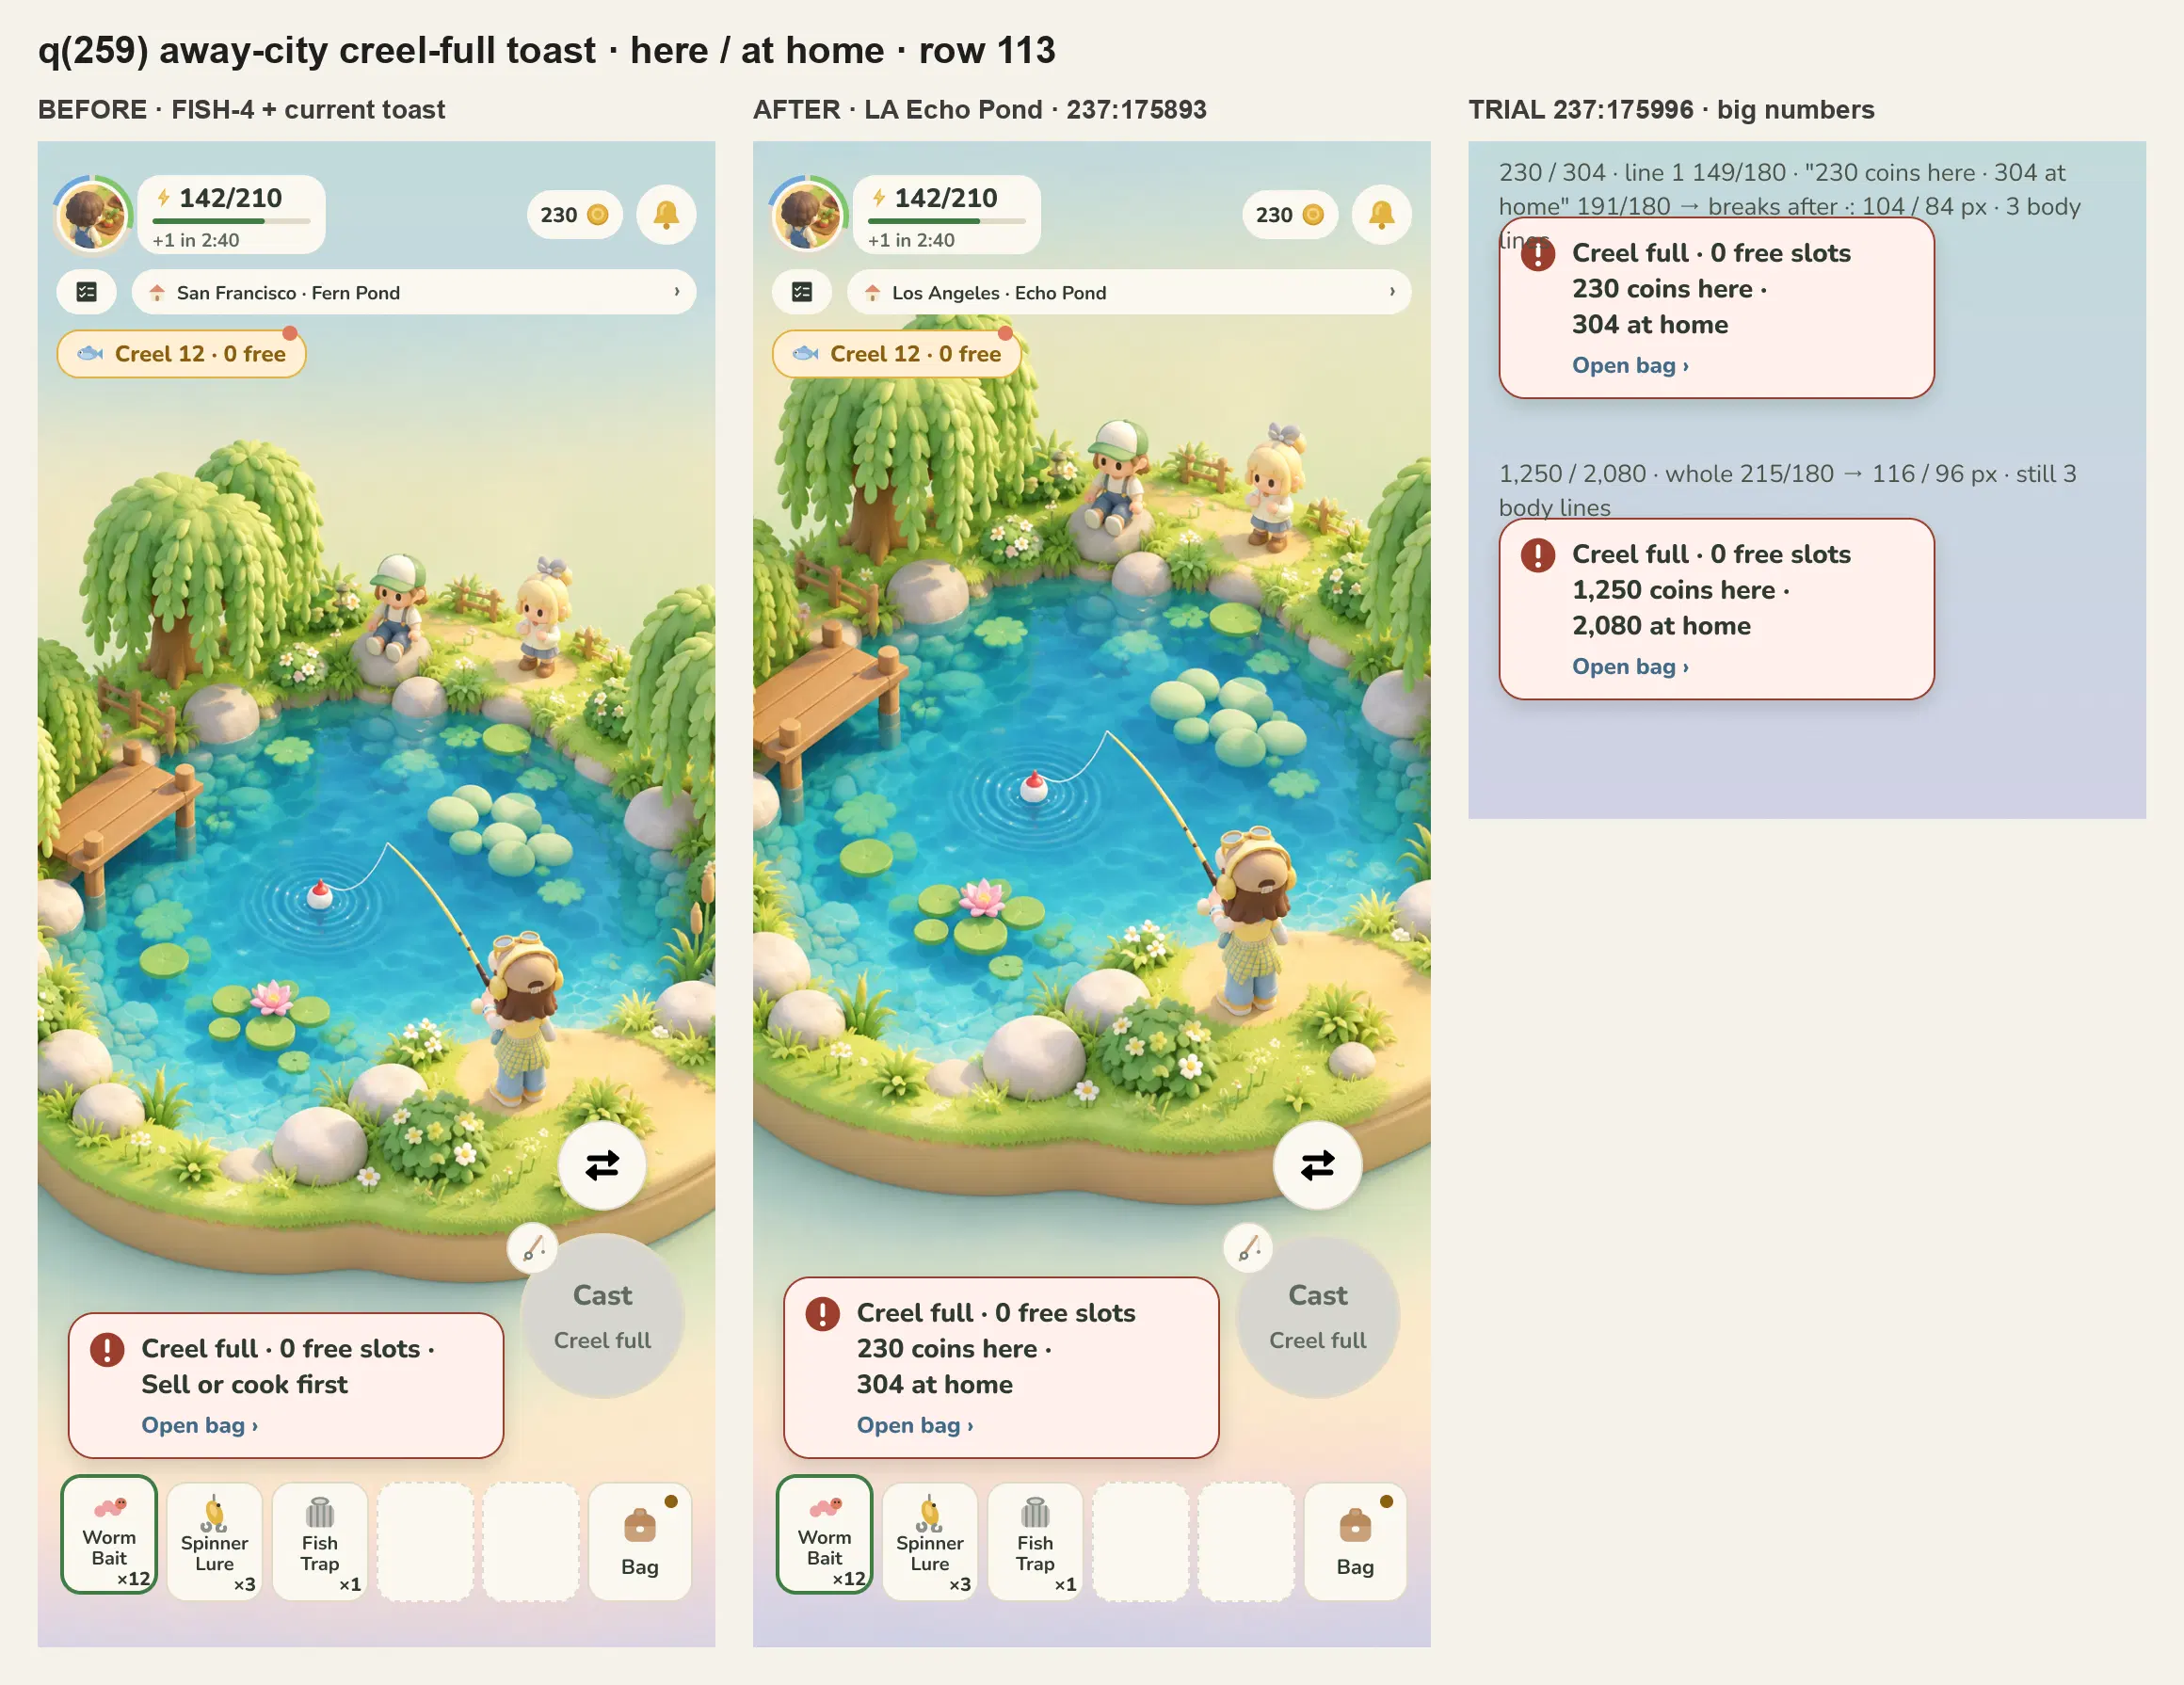 q(259) away-city creel-full toast · here / at home · row 113
BEFORE · FISH-4 + current toast
142/210
+1 in 2:40
230
San Francisco · Fern Pond ›
Creel 12 · 0 free
Cast
Creel full
Creel full · 0 free slots ·
Sell or cook first
Open bag ›
Worm
Bait
×12
Spinner
Lure
×3
Fish
Trap
×1
Bag
AFTER · LA Echo Pond · 237:175893
142/210
+1 in 2:40
230
Los Angeles · Echo Pond ›
Creel 12 · 0 free
Cast
Creel full
Creel full · 0 free slots
230 coins here ·
304 at home
Open bag ›
Worm
Bait
×12
Spinner
Lure
×3
Fish
Trap
×1
Bag
TRIAL 237:175996 · big numbers
230 / 304 · line 1 149/180 · "230 coins here · 304 at
home" 191/180 → breaks after ·: 104 / 84 px · 3 body
lines
Creel full · 0 free slots
230 coins here ·
304 at home
Open bag ›
1,250 / 2,080 · whole 215/180 → 116 / 96 px · still 3
body lines
Creel full · 0 free slots
1,250 coins here ·
2,080 at home
Open bag ›